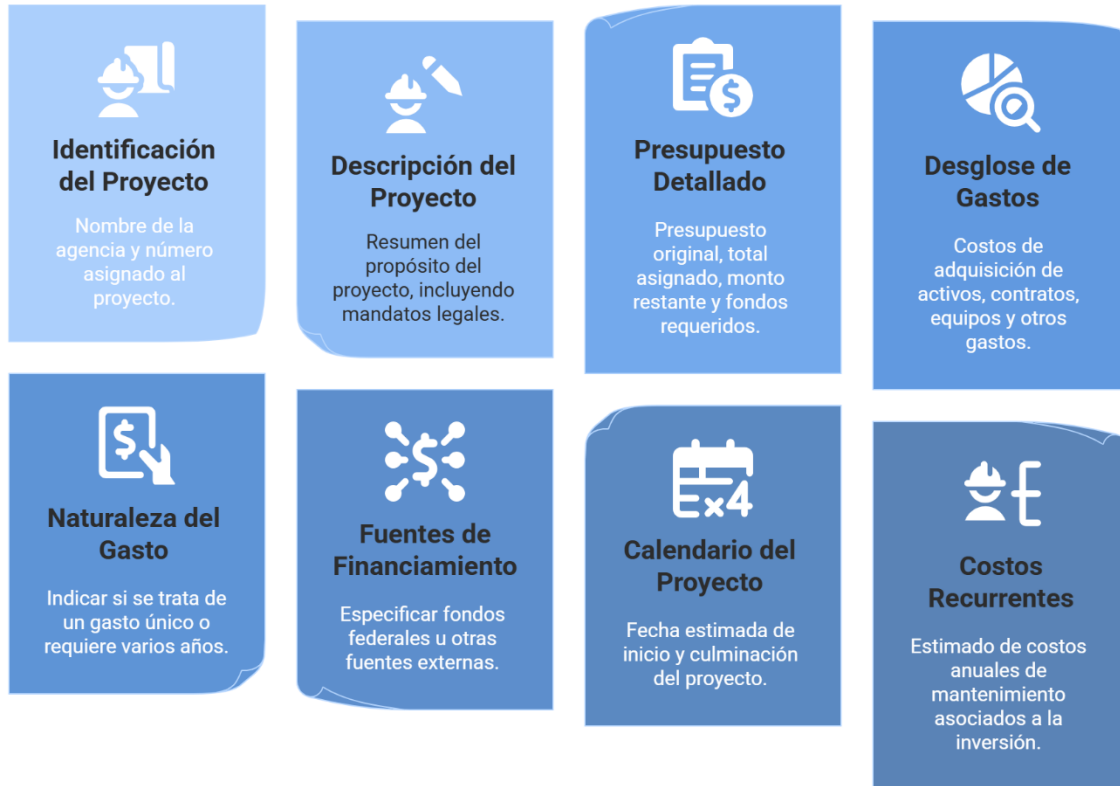 Identificación
del Proyecto
Nombre de la
agencia y número
asignado al
proyecto.
Descripción del
Proyecto
Resumen del
propósito del
proyecto, incluyendo
mandatos legales.
$
Presupuesto
Detallado
Presupuesto
original, total
asignado, monto
restante y fondos
requeridos.
Desglose de
Gastos
Costos de
adquisición de
activos, contratos,
equipos y otros
gastos.
$
Naturaleza del
Gasto
Indicar si se trata de
un gasto único o
requiere varios años.
$
Fuentes de
Financiamiento
Especificar fondos
federales u otras
fuentes externas.
x4
Calendario del
Proyecto
Fecha estimada de
inicio y culminación
del proyecto.
Costos
Recurrentes
Estimado de costos
anuales de
mantenimiento
asociados a la
inversión.